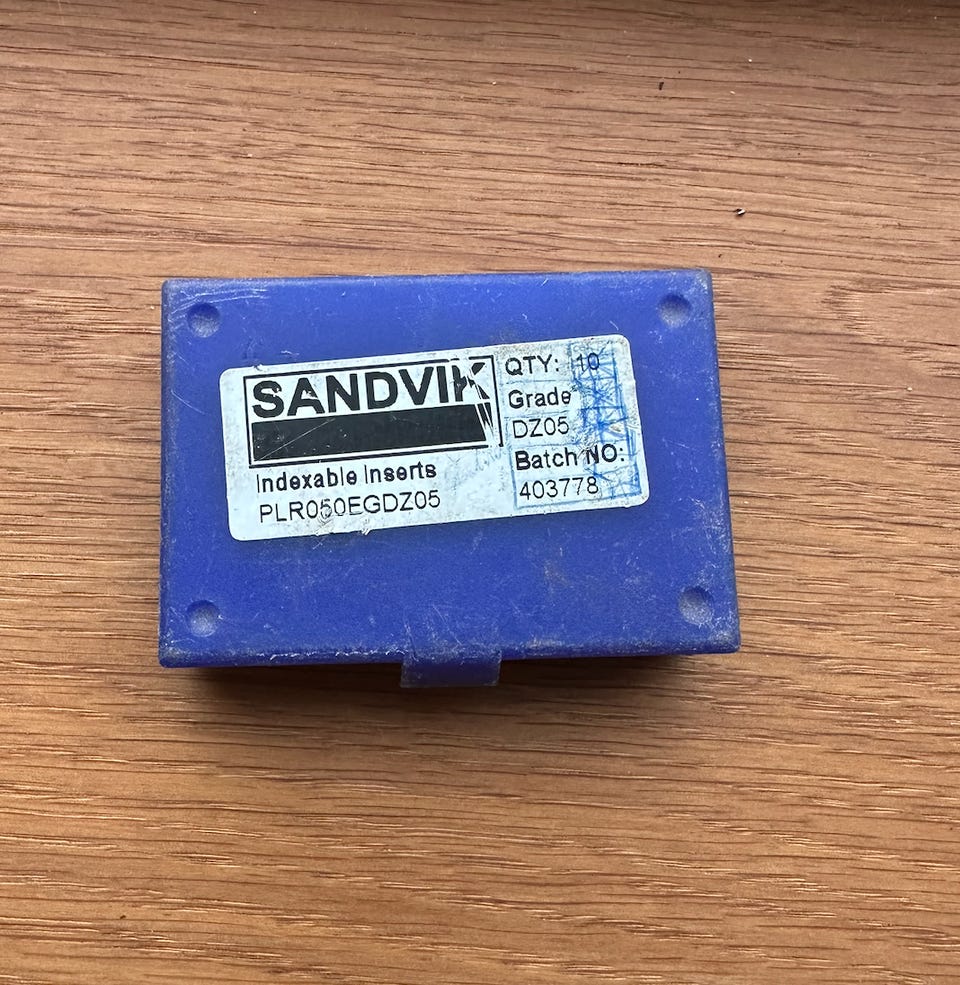 SANDVIK
Indexable Inserts
PLR050EGDZ05
QTY: 10
Grade
DZ05
Batch NO:
403778